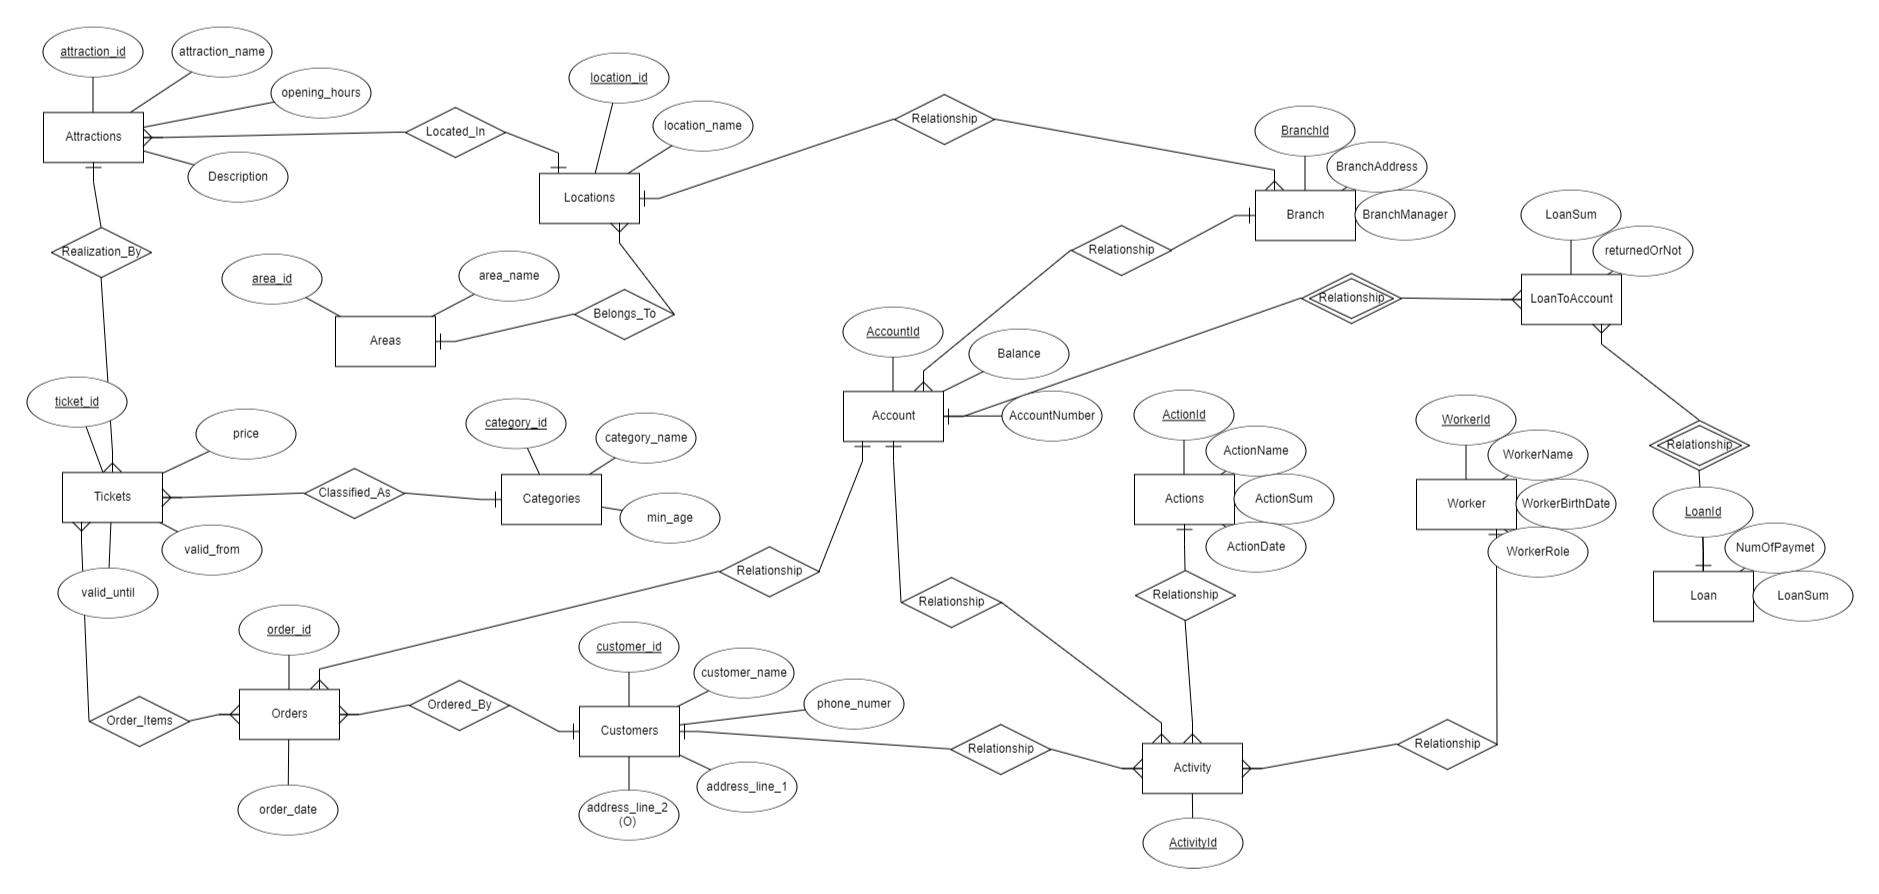 attraction_id
attraction_name
opening_hours
Attractions
Description
Located_In
location_id
location_name
Locations
Relationship
BranchId
BranchAddress
BranchManager
Branch
Relationship
LoanSum
returnedOrNot
LoanToAccount
Relationship
Realization_By
area_id
area_name
Areas
Belongs_To
AccountId
Balance
Account
AccountNumber
ticket_id
price
Tickets
valid_from
valid_until
Classified_As
category_id
category_name
Categories
min_age
ActionId
ActionName
Actions
ActionSum
ActionDate
WorkerId
WorkerName
Worker
WorkerBirthDate
WorkerRole
Relationship
LoanId
NumOfPaymet
Loan
LoanSum
Relationship
Relationship
Relationship
order_id
Orders
order_date
Order_Items
Ordered_By
customer_id
customer_name
phone_numer
Customers
address_line_1
address_line_2
(O)
Relationship
Relationship
Activity
ActivityId